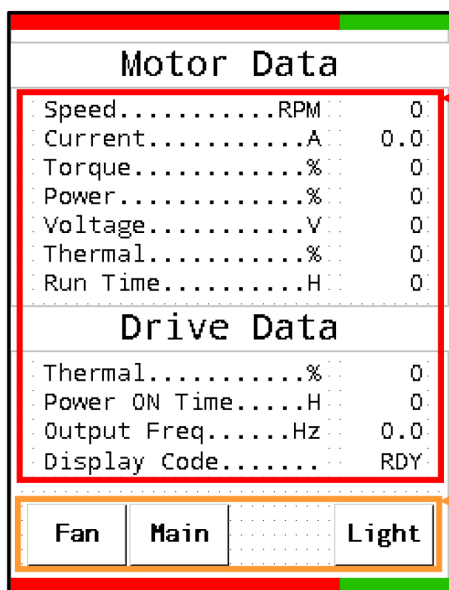 Motor Data
Speed...........RPM 0
Current...........A 0.0
Torque............% 0
Power.............% 0
Voltage...........V 0
Thermal...........% 0
Run Time..........H 0
Drive Data
Thermal...........% 0
Power ON Time.....H 0
Output Freq......Hz 0.0
Display Code....... RDY
Fan Main Light